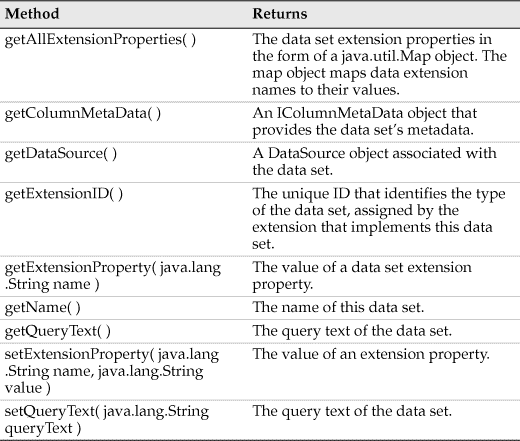 Method Returns
getAllExtensionProperties( ) The data set extension properties in
the form of a java.util.Map object. The
map object maps data extension
names to their values.
getColumnMetaData( ) An IColumnMetaData object that
provides the data set’s metadata.
getDataSource( ) A DataSource object associated with
the data set.
getExtensionID( ) The unique ID that identifies the type
of the data set, assigned by the
extension that implements this data
set.
getExtensionProperty( java.lang The value of a data set extension
.String name ) property.
getName( ) The name of this data set.
getQueryText( ) The query text of the data set.
setExtensionProperty( java.lang The value of an extension property.
.String name, java.lang.String
value )
setQueryText( java.lang.String The query text of the data set.
queryText )